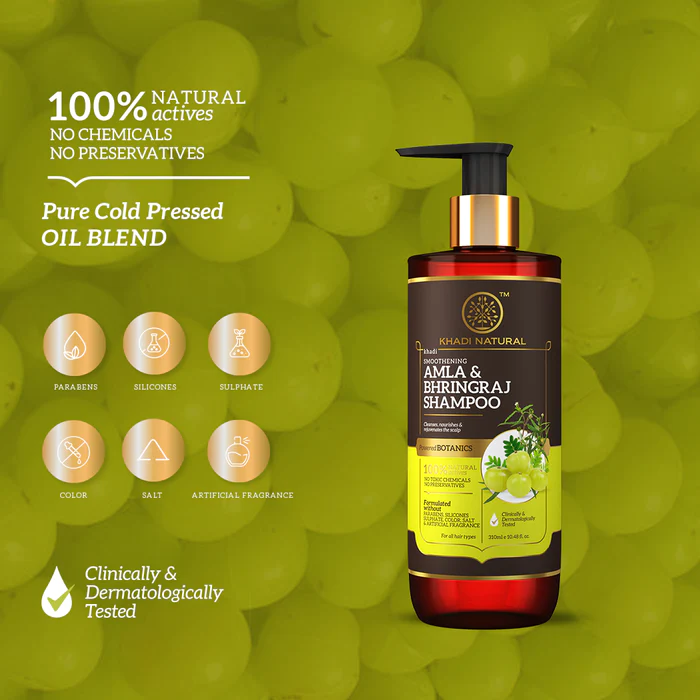 100% NATURAL
actives
NO CHEMICALS
NO PRESERVATIVES
Pure Cold Pressed
OIL BLEND
PARABENS
SILICONES
SULPHATE
COLOR
SALT
ARTIFICIAL FRAGRANCE
Clinically &
Dermatologically
Tested
TM
KHADI NATURAL
khadi
SMOOTHENING
AMLA &
BHRINGRAJ
SHAMPOO
Cleanses, nourishes &
rejuvenates the scalp
Powered BOTANICS
100% NATURAL
actives
NO TOXIC CHEMICALS
NO PRESERVATIVES
Formulated
without
PARABENS, SILICONES
SULPHATE, COLOR, SALT
& ARTIFICIAL FRAGRANCE
Clinically &
Dermatologically
Tested
For all hair types
310ml e 10.48 fl. oz.